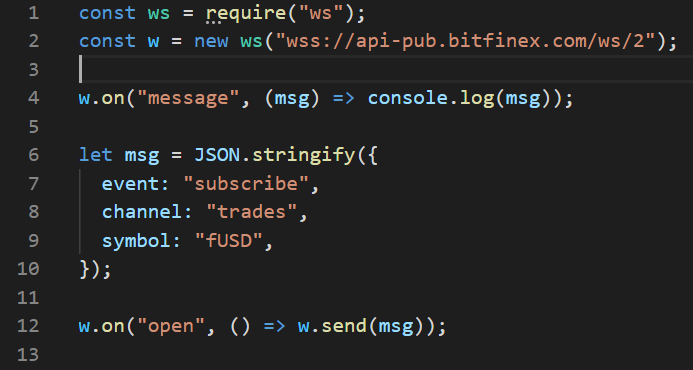 1 const ws = require("ws");
2 const w = new ws("wss://api-pub.bitfinex.com/ws/2");
3
4 w.on("message", (msg) => console.log(msg));
5
6 let msg = JSON.stringify({
7   event: "subscribe",
8   channel: "trades",
9   symbol: "fUSD",
10 });
11
12 w.on("open", () => w.send(msg));
13